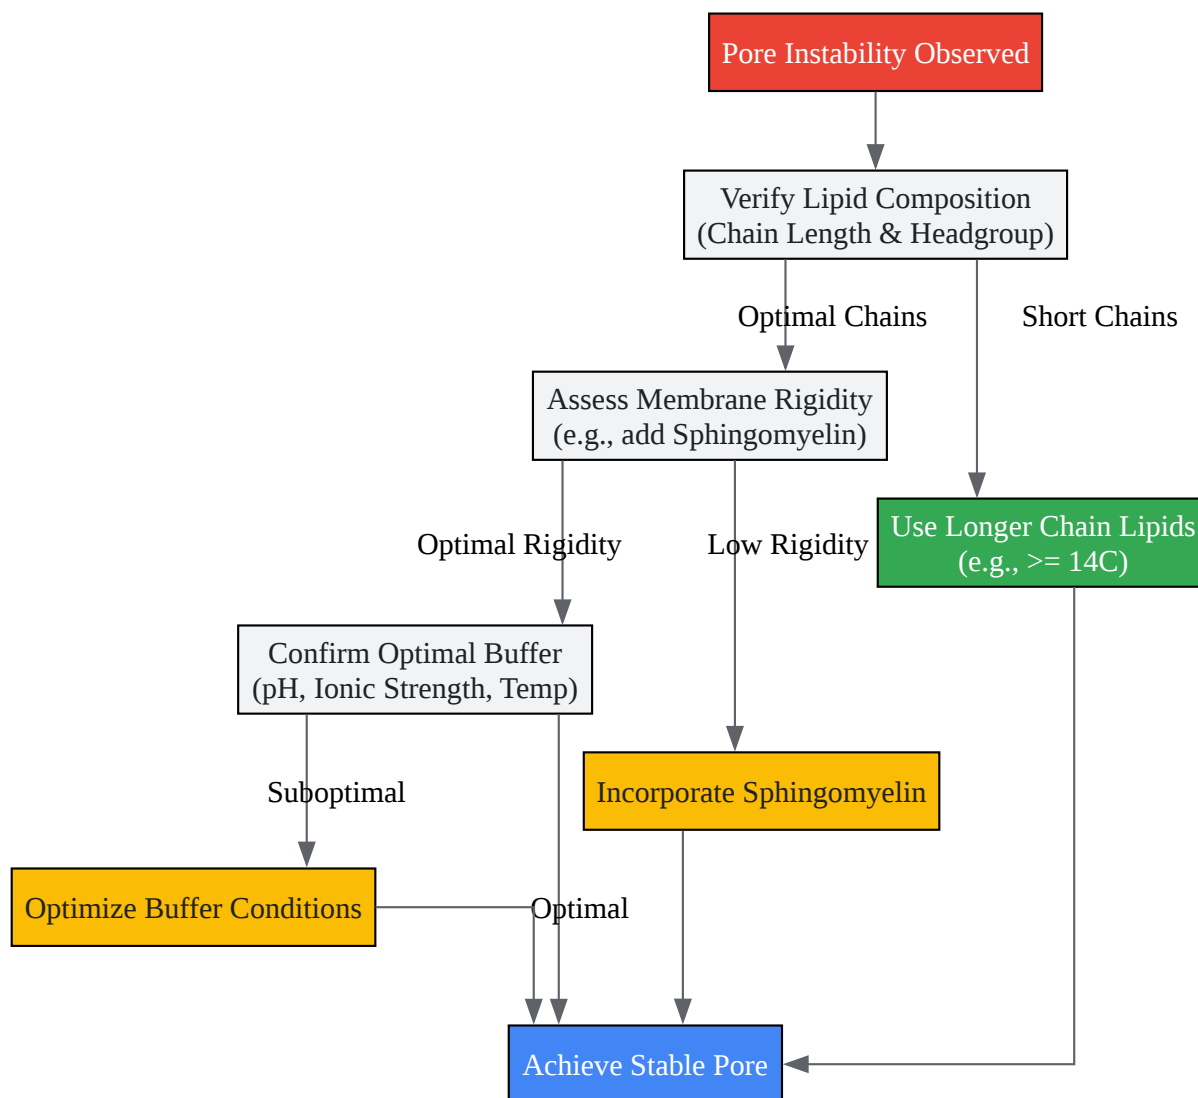 Pore Instability Observed
Verify Lipid Composition
(Chain Length & Headgroup)
Optimal Chains
Short Chains
Assess Membrane Rigidity
(e.g., add Sphingomyelin)
Use Longer Chain Lipids
(e.g., >= 14C)
Optimal Rigidity
Low Rigidity
Confirm Optimal Buffer
(pH, Ionic Strength, Temp)
Suboptimal
Incorporate Sphingomyelin
Optimize Buffer Conditions
Optimal
Achieve Stable Pore